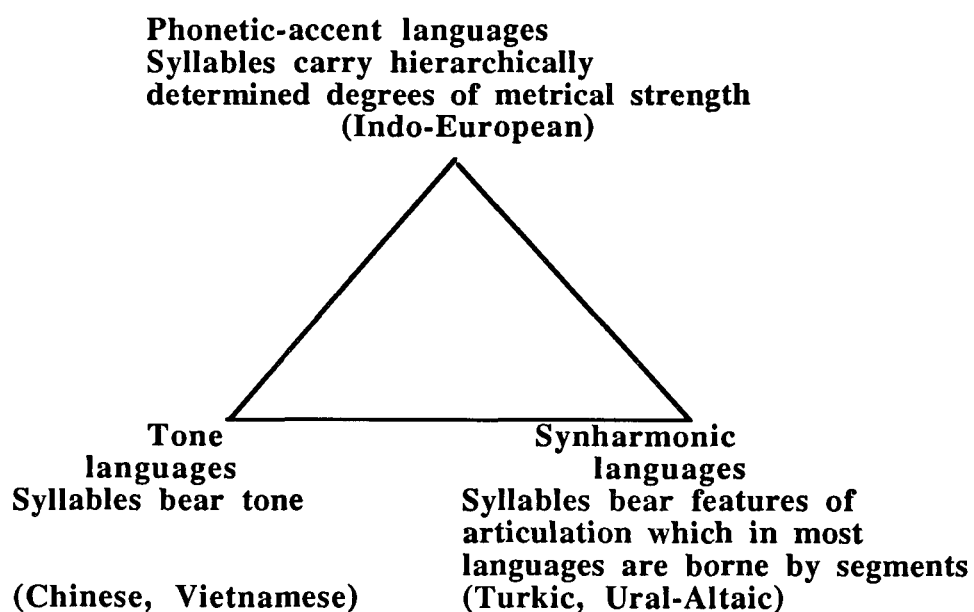 Phonetic-accent languages
Syllables carry hierarchically
determined degrees of metrical strength
(Indo-European)
Tone
languages
Syllables bear tone
(Chinese, Vietnamese)
Synharmonic
languages
Syllables bear features of
articulation which in most
languages are borne by segments
(Turkic, Ural-Altaic)